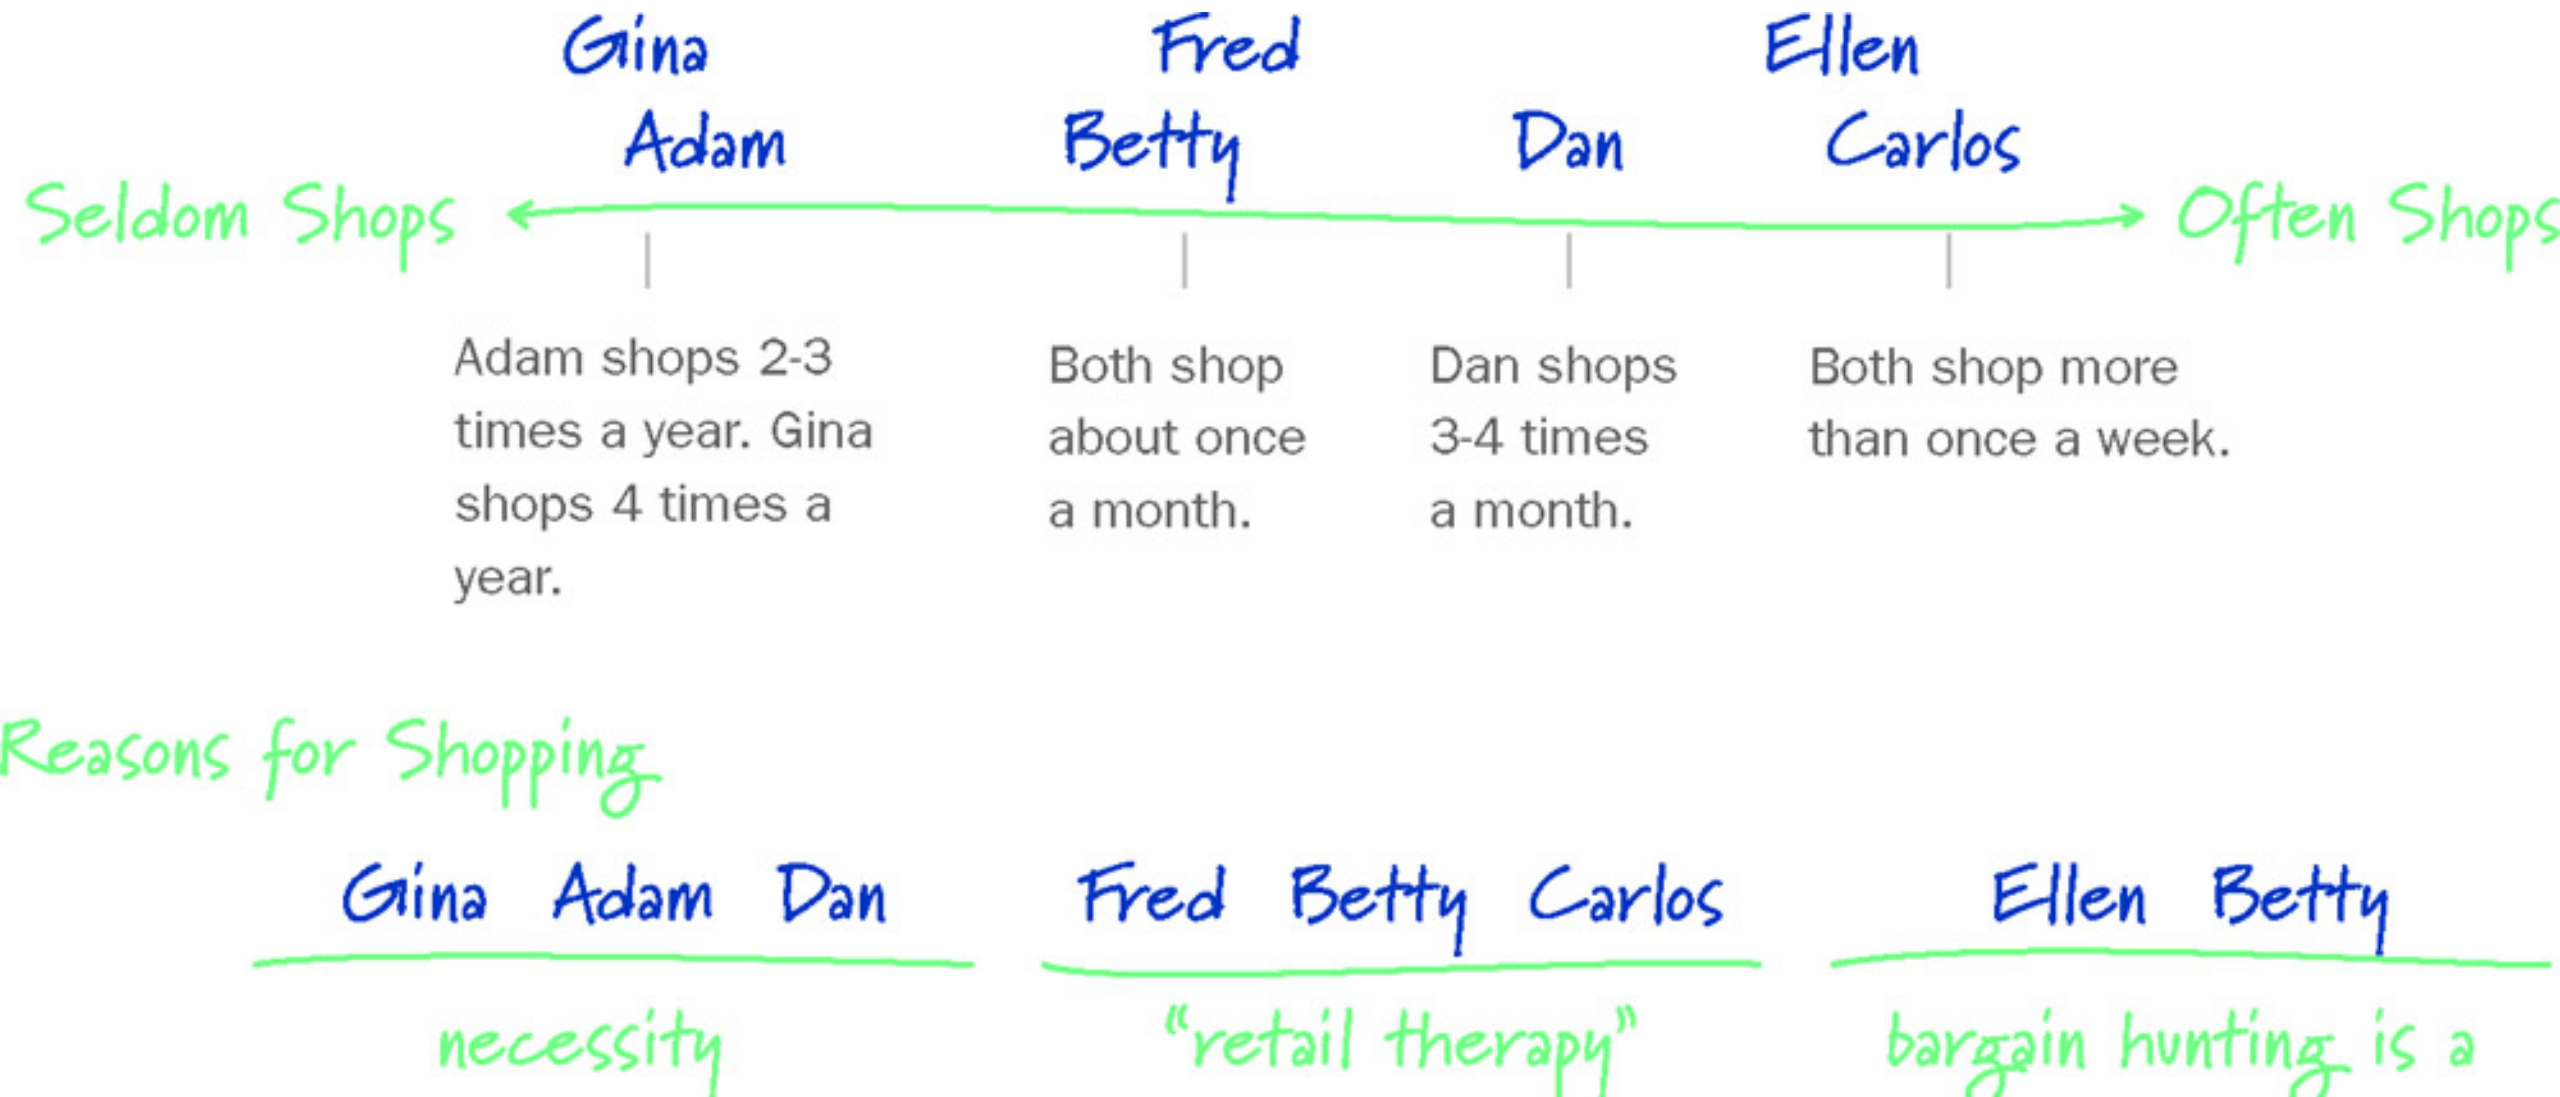 Gina Fred Ellen
Adam Betty Dan Carlos
Seldom Shops Often Shops
Adam shops 2-3
times a year. Gina
shops 4 times a
year.
Both shop
about once
a month.
Dan shops
3-4 times
a month.
Both shop more
than once a week.
Reasons for Shopping
Gina Adam Dan
necessity
Fred Betty Carlos
"retail therapy"
Ellen Betty
bargain hunting is a